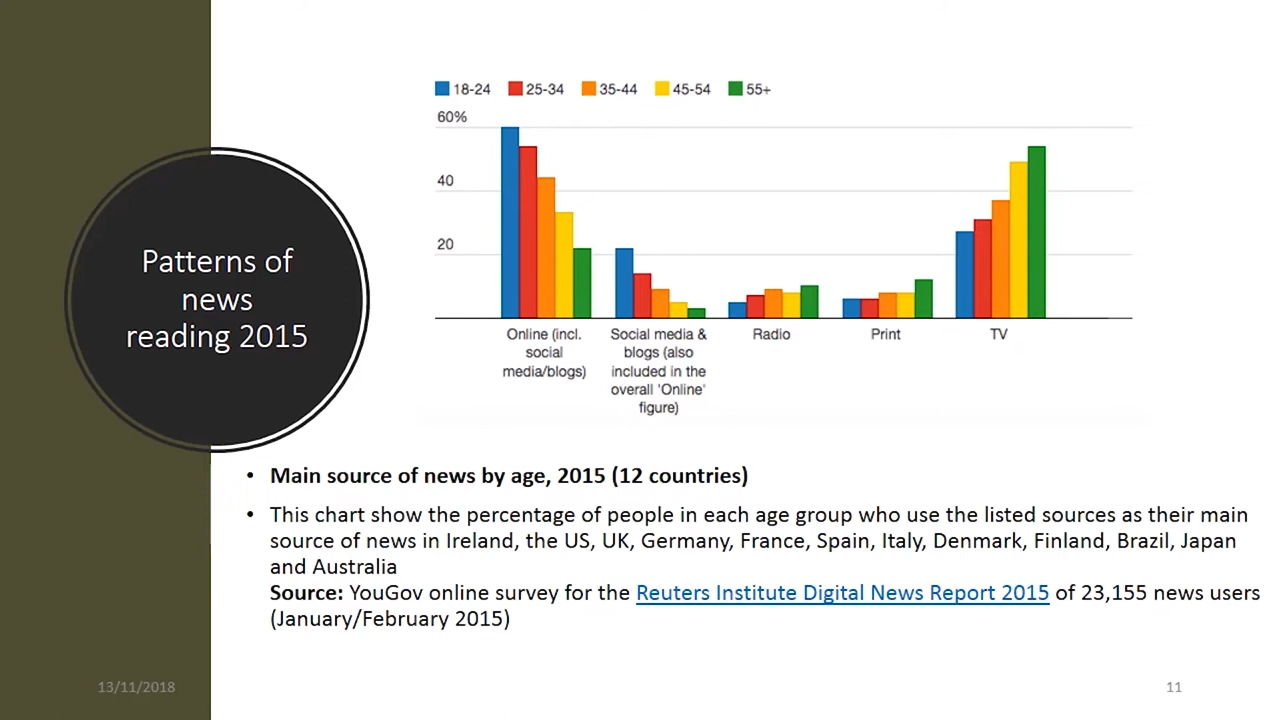 Patterns of
news
reading 2015
18-24 25-34 35-44 45-54 55+
60%
40
20
Online (incl.
social
media/blogs)
Social media &
blogs (also
included in the
overall 'Online'
figure)
Radio
Print
TV
• Main source of news by age, 2015 (12 countries)
• This chart show the percentage of people in each age group who use the listed sources as their main
source of news in Ireland, the US, UK, Germany, France, Spain, Italy, Denmark, Finland, Brazil, Japan
and Australia
Source: YouGov online survey for the Reuters Institute Digital News Report 2015 of 23,155 news users
(January/February 2015)
13/11/2018
11